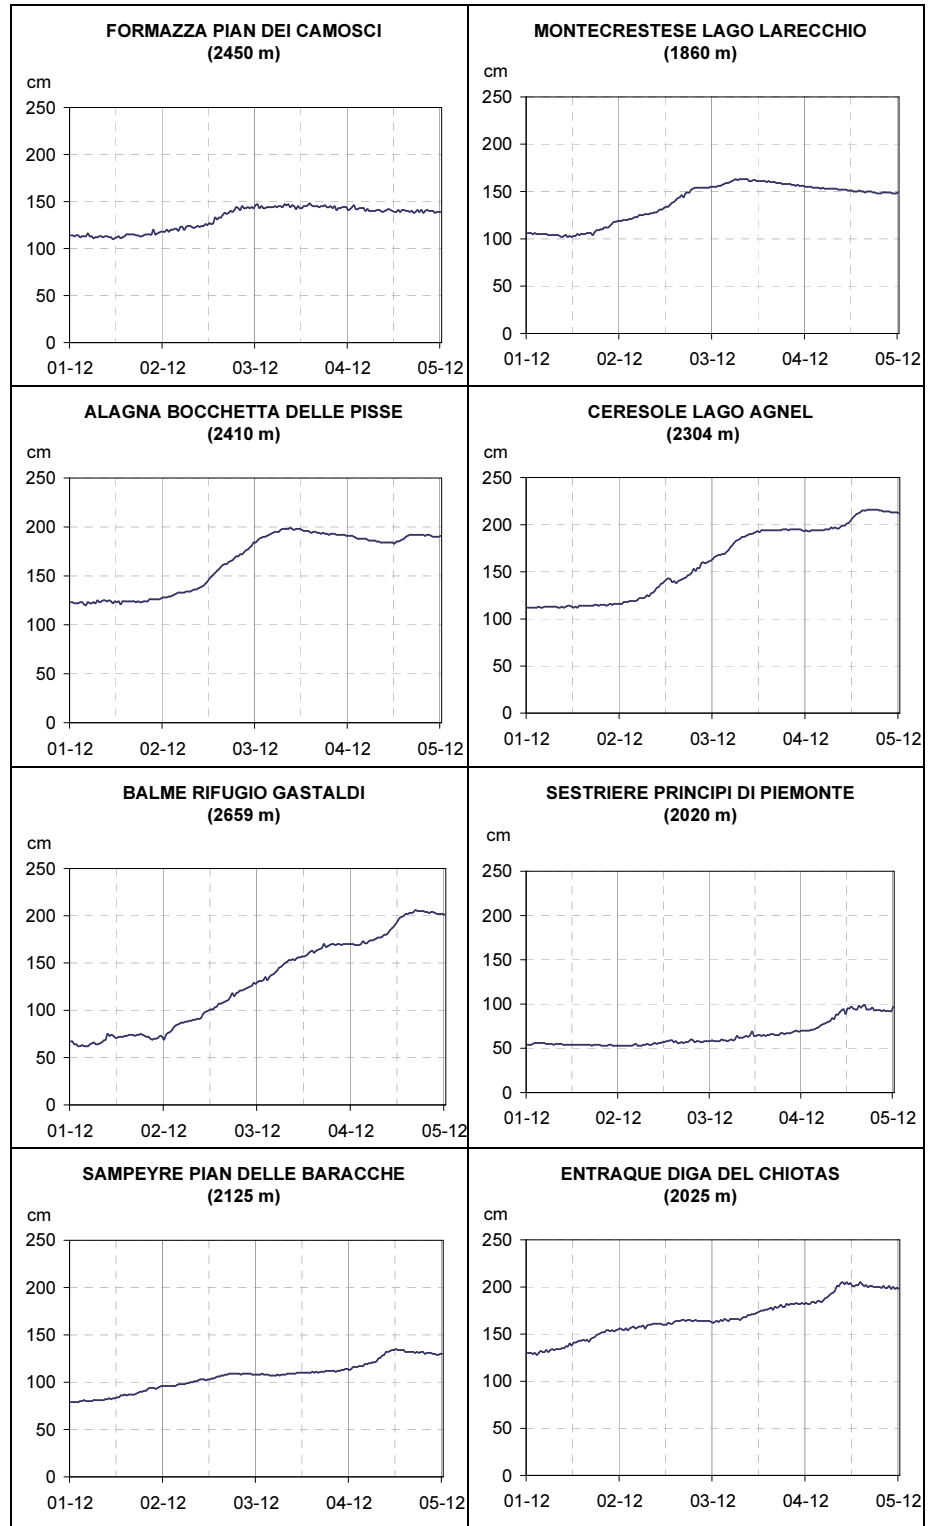 FORMAZZA PIAN DEI CAMOSCI
(2450 m)
cm
250
200
150
100
50
0
01-12 02-12 03-12 04-12 05-12
MONTECRESTESE LAGO LARECCHIO
(1860 m)
cm
250
200
150
100
50
0
01-12 02-12 03-12 04-12 05-12
ALAGNA BOCCHETTA DELLE PISSE
(2410 m)
cm
250
200
150
100
50
0
01-12 02-12 03-12 04-12 05-12
CERESOLE LAGO AGNEL
(2304 m)
cm
250
200
150
100
50
0
01-12 02-12 03-12 04-12 05-12
BALME RIFUGIO GASTALDI
(2659 m)
cm
250
200
150
100
50
0
01-12 02-12 03-12 04-12 05-12
SESTRIERE PRINCIPI DI PIEMONTE
(2020 m)
cm
250
200
150
100
50
0
01-12 02-12 03-12 04-12 05-12
SAMPEYRE PIAN DELLE BARACCHE
(2125 m)
cm
250
200
150
100
50
0
01-12 02-12 03-12 04-12 05-12
ENTRAQUE DIGA DEL CHIOTAS
(2025 m)
cm
250
200
150
100
50
0
01-12 02-12 03-12 04-12 05-12